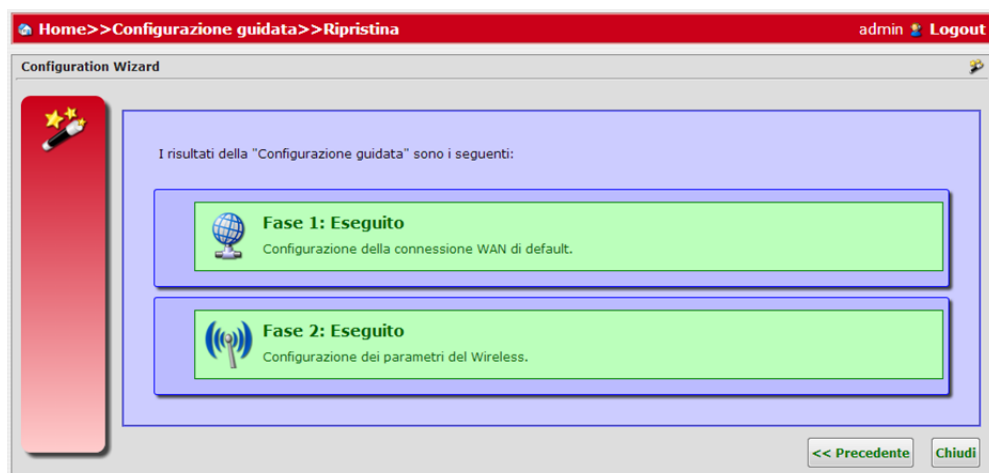 Home>>Configurazione guidata>>Ripristina
admin Logout
Configuration Wizard
I risultati della "Configurazione guidata" sono i seguenti:
Fase 1: Eseguito
Configurazione della connessione WAN di default.
Fase 2: Eseguito
Configurazione dei parametri del Wireless.
<< Precedente
Chiudi